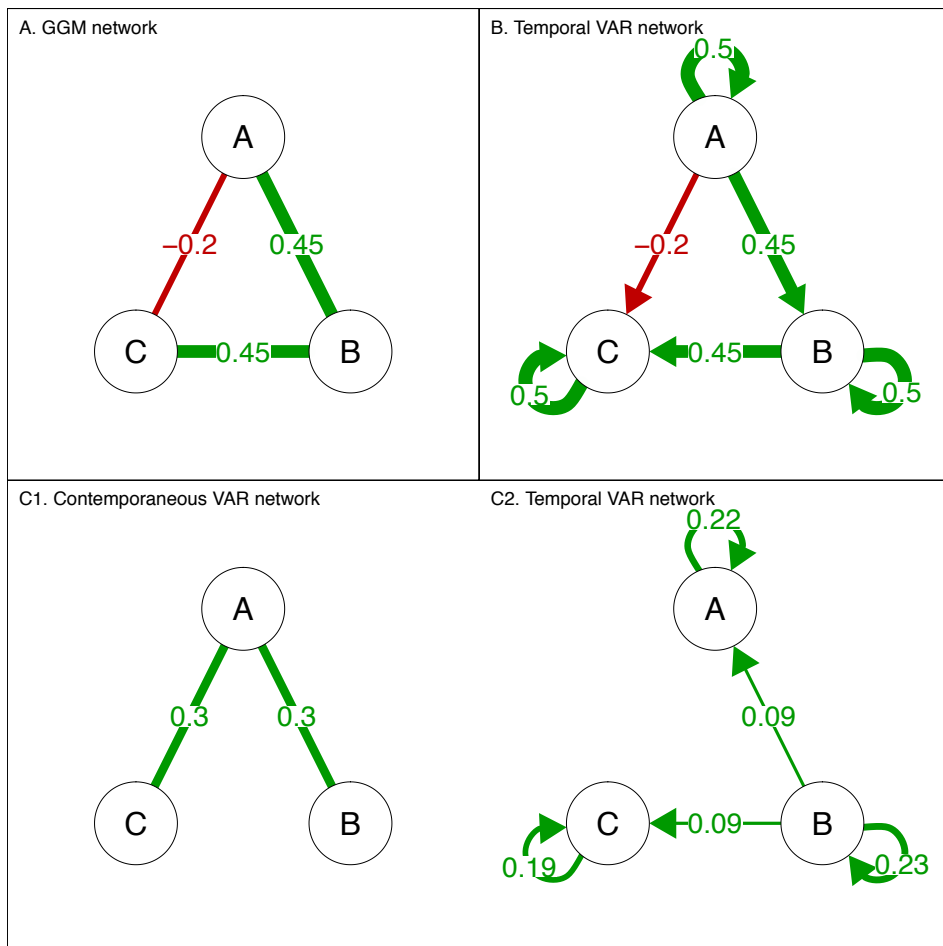 A. GGM network
A
−0.2
0.45
C
0.45
B
B. Temporal VAR network
0.5
A
−0.2
0.45
C
0.45
B
0.5
0.5
C1. Contemporaneous VAR network
A
0.3
0.3
C
B
C2. Temporal VAR network
0.22
A
0.09
C
0.09
B
0.19
0.23